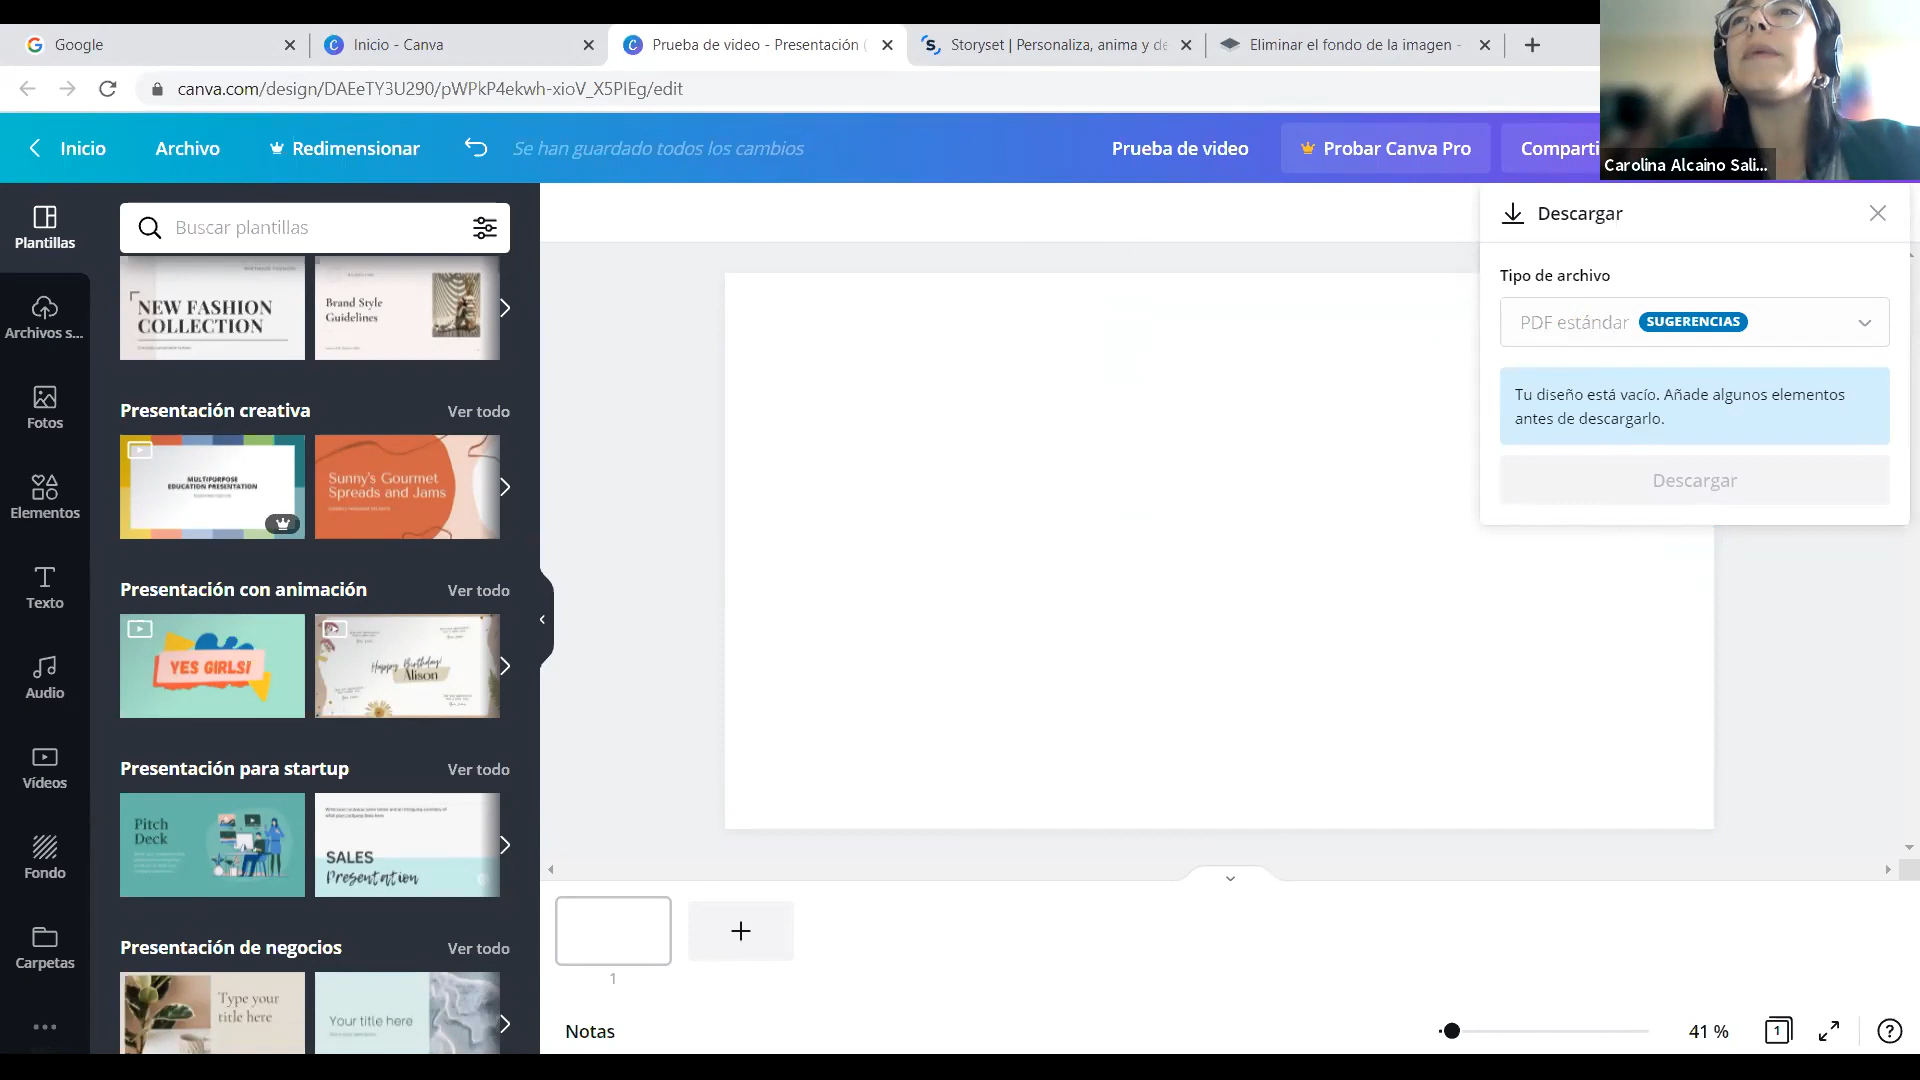 Google
Inicio - Canva
Prueba de video - Presentación (
Storyset | Personaliza, anima y de
Eliminar el fondo de la imagen -
canva.com/design/DAEeTY3U290/pWPkP4ekwh-xioV_X5PIEg/edit
Inicio
Archivo
Redimensionar
Se han guardado todos los cambios
Prueba de video
Probar Canva Pro
Comparti
Carolina Alcaino Sali...
Plantillas
Archivos s...
Fotos
Elementos
Texto
Audio
Vídeos
Fondo
Carpetas
Buscar plantillas
NEW FASHION
COLLECTION
Brand Style
Guidelines
Presentación creativa
Ver todo
MULTIPURPOSE
EDUCATION PRESENTATION
Sunny's Gourmet
Spreads and Jams
Presentación con animación
Ver todo
YES GIRLS!
Happy Birthday!
Alison
Presentación para startup
Ver todo
Pitch
Deck
SALES
Presentation
Presentación de negocios
Ver todo
Type your
title here
Your title here
Descargar
Tipo de archivo
PDF estándar SUGERENCIAS
Tu diseño está vacío. Añade algunos elementos
antes de descargarlo.
Descargar
1
Notas
41 %
1